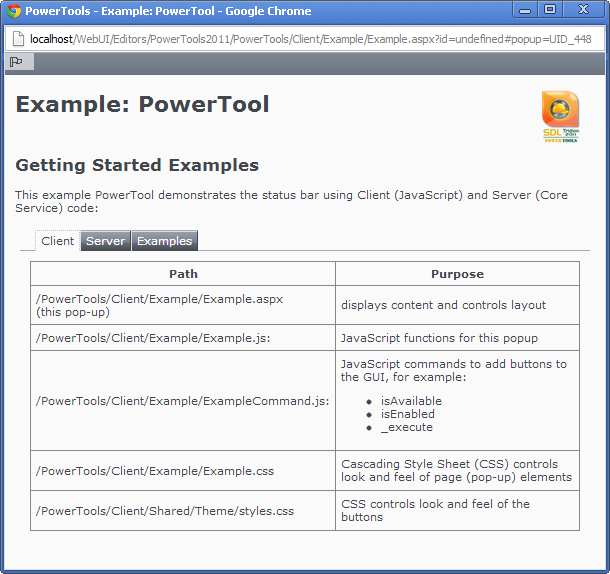 PowerTools - Example: PowerTool - Google Chrome
localhost/WebUI/Editors/PowerTools2011/PowerTools/Client/Example/Example.aspx?id=undefined#popup=UID_448
Example: PowerTool
SDL Tridion 2011
POWERTOOLS
Getting Started Examples
This example PowerTool demonstrates the status bar using Client (JavaScript) and Server (Core
Service) code:
Client Server Examples
Path Purpose
/PowerTools/Client/Example/Example.aspx
(this pop-up)
displays content and controls layout
/PowerTools/Client/Example/Example.js:
JavaScript functions for this popup
/PowerTools/Client/Example/ExampleCommand.js:
JavaScript commands to add buttons to
the GUI, for example:
• isAvailable
• isEnabled
• _execute
/PowerTools/Client/Example/Example.css
Cascading Style Sheet (CSS) controls
look and feel of page (pop-up) elements
/PowerTools/Client/Shared/Theme/styles.css
CSS controls look and feel of the
buttons